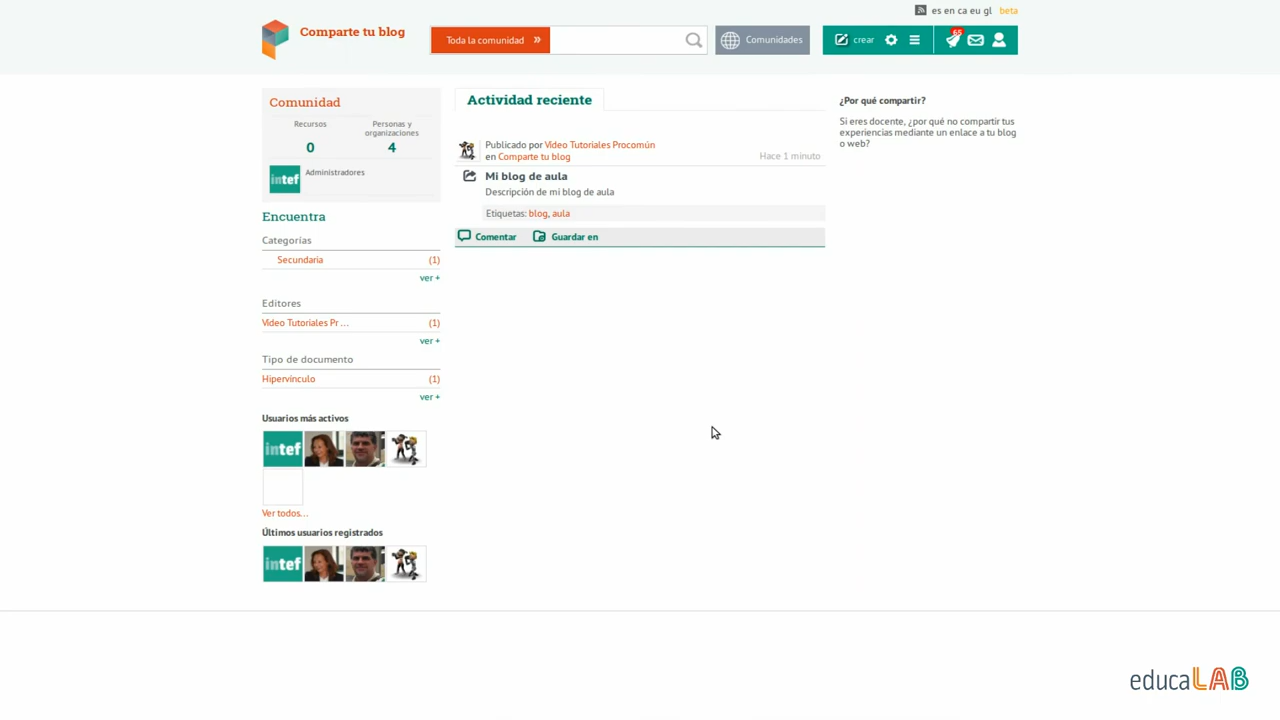 es en ca eu gl beta
Comparte tu blog
Toda la comunidad »
Comunidades
crear
65
Comunidad
Recursos
Personas y
organizaciones
0
4
intef
Administradores
Encuentra
Categorías
Secundaria (1)
ver +
Editores
Video Tutoriales Pr ... (1)
ver +
Tipo de documento
Hipervínculo (1)
ver +
Usuarios más activos
intef
Ver todos...
Últimos usuarios registrados
intef
Actividad reciente
Publicado por Video Tutoriales Procomún
en Comparte tu blog
Hace 1 minuto
Mi blog de aula
Descripción de mi blog de aula
Etiquetas: blog, aula
Comentar
Guardar en
¿Por qué compartir?
Si eres docente, ¿por qué no compartir tus
experiencias mediante un enlace a tu blog
o web?
educaLAB